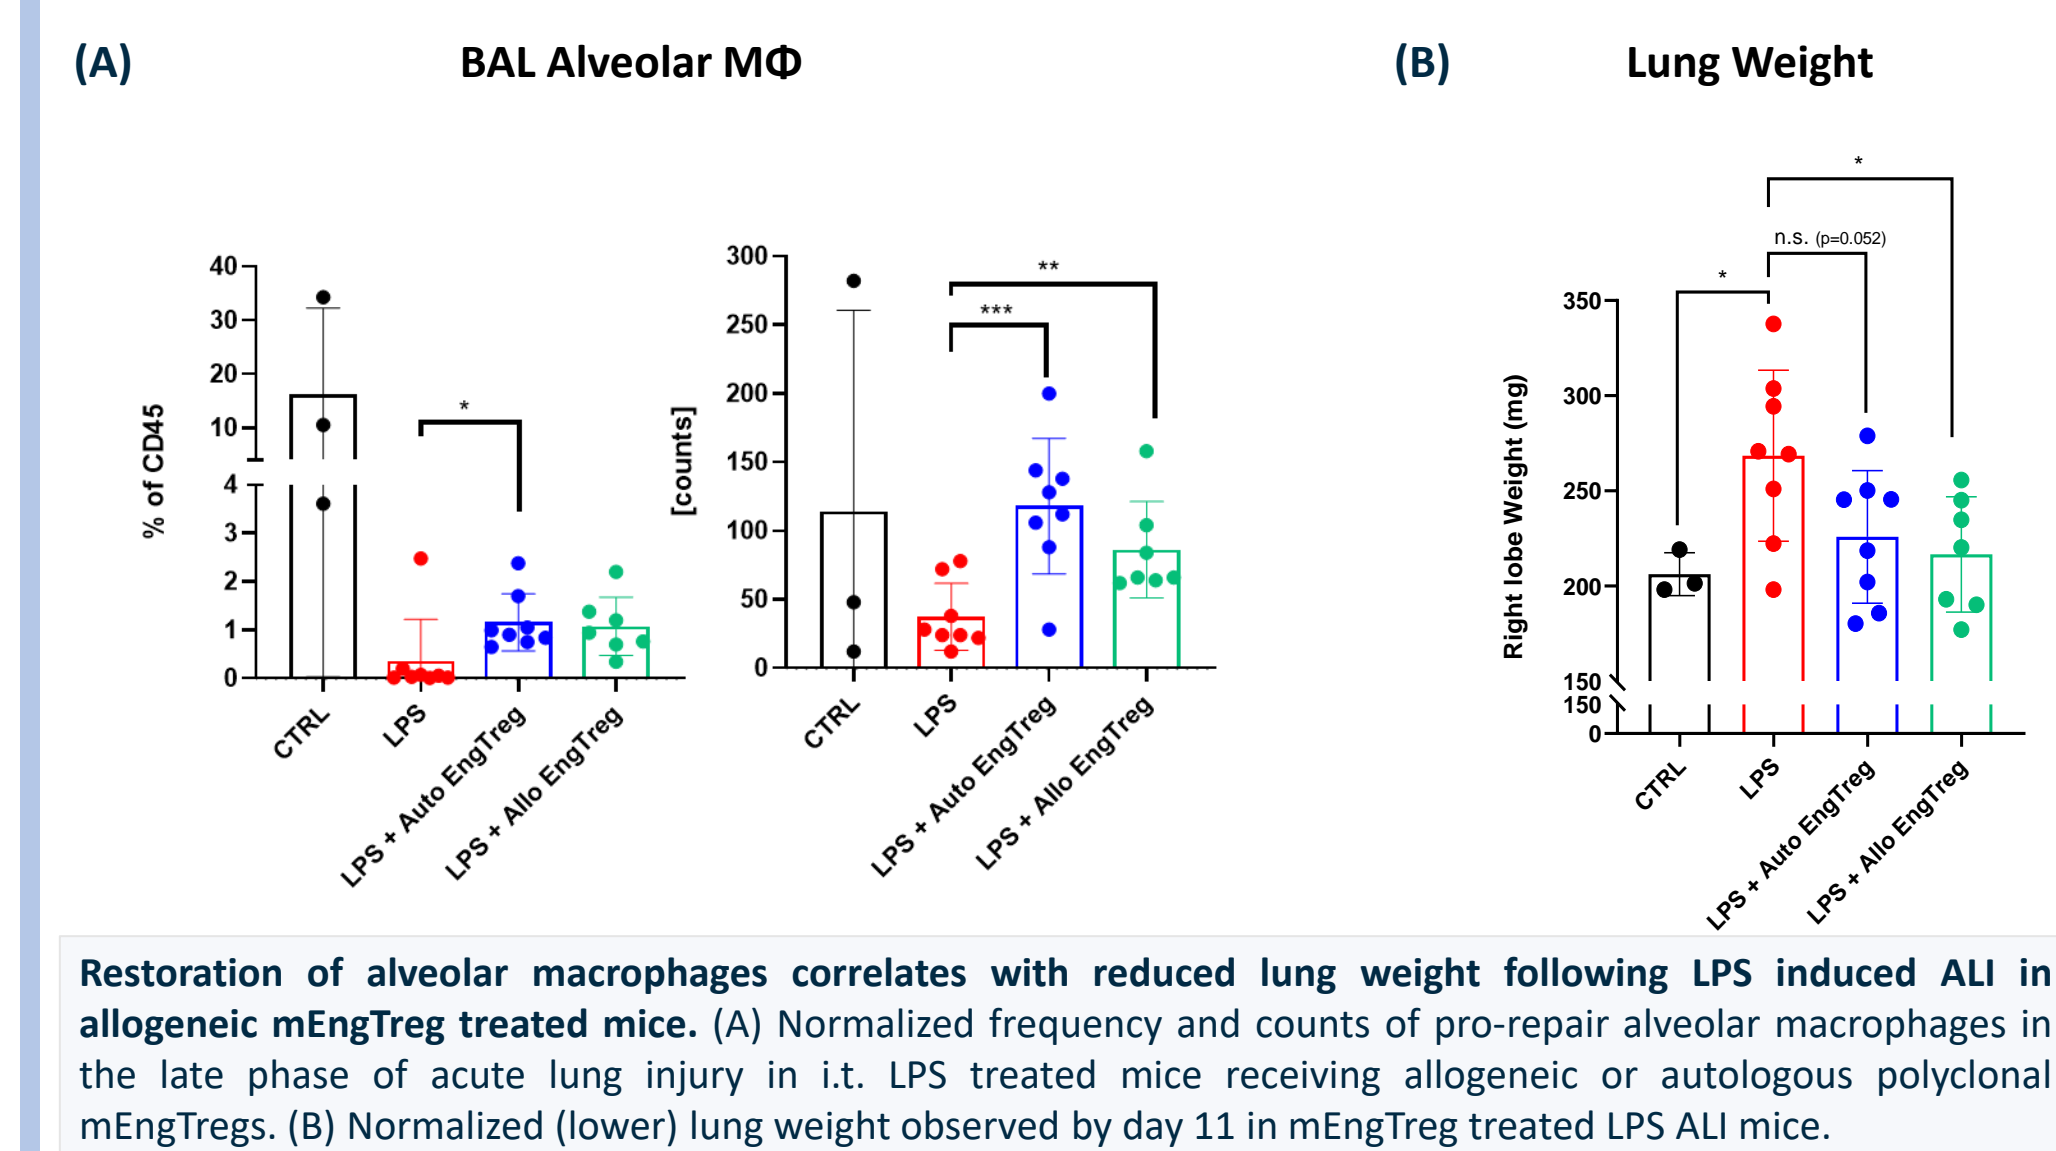 (A)
BAL Alveolar MΦ
% of CD45
40
30
20
10
4
3
2
1
0
*
CTRL
LPS
LPS + Auto EngTreg
LPS + Allo EngTreg
[counts]
300
250
200
150
100
50
0
**
***
CTRL
LPS
LPS + Auto EngTreg
LPS + Allo EngTreg
(B)
Lung Weight
Right lobe Weight (mg)
350
300
250
200
150
150
0
*
n.s. (p=0.052)
*
CTRL
LPS
LPS + Auto EngTreg
LPS + Allo EngTreg
Restoration of alveolar macrophages correlates with reduced lung weight following LPS induced ALI in
allogeneic mEngTreg treated mice. (A) Normalized frequency and counts of pro-repair alveolar macrophages in
the late phase of acute lung injury in i.t. LPS treated mice receiving allogeneic or autologous polyclonal
mEngTregs. (B) Normalized (lower) lung weight observed by day 11 in mEngTreg treated LPS ALI mice.